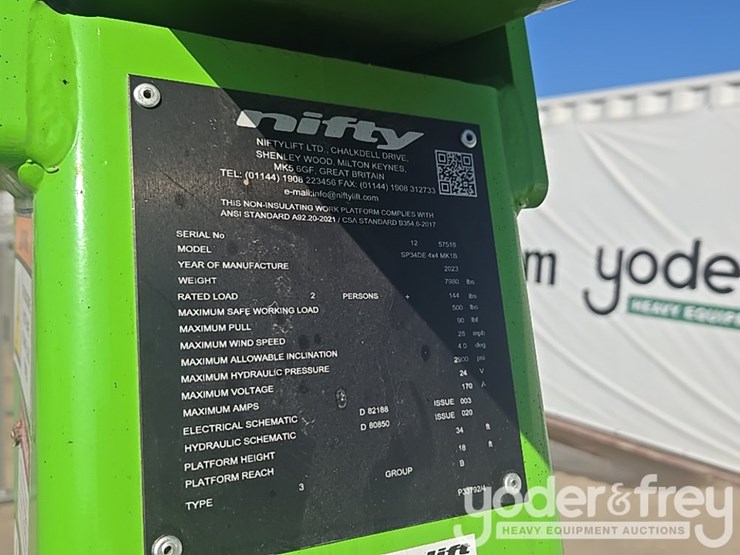 nifty
NIFTYLIFT LTD., CHALKDELL DRIVE,
SHENLEY WOOD, MILTON KEYNES,
MK5 6GF, GREAT BRITAIN
TEL: (01144) 1908 223456 FAX: (01144) 1908 312733
e-mail:info@niftylift.com
THIS NON-INSULATING WORK PLATFORM COMPLIES WITH
ANSI STANDARD A92.20-2021 / CSA STANDARD B354.6-2017
SERIAL No 12 57516
MODEL SP34DE 4x4 MK1B
YEAR OF MANUFACTURE 2023
WEIGHT 7980 lbs
RATED LOAD 2 PERSONS + 144 lbs
MAXIMUM SAFE WORKING LOAD 500 lbs
MAXIMUM PULL 90 lbf
MAXIMUM WIND SPEED 28 mph
MAXIMUM ALLOWABLE INCLINATION 4.0 deg
MAXIMUM HYDRAULIC PRESSURE 2900 psi
MAXIMUM VOLTAGE 24 V
MAXIMUM AMPS 170 A
ELECTRICAL SCHEMATIC D 82188 ISSUE 003
HYDRAULIC SCHEMATIC D 80850 ISSUE 020
PLATFORM HEIGHT 34 ft
PLATFORM REACH 18 ft
TYPE 3 GROUP B
P33792/4
m yoder&
HEAVY EQUIPME
yoder&frey
HEAVY EQUIPMENT AUCTIONS
lift